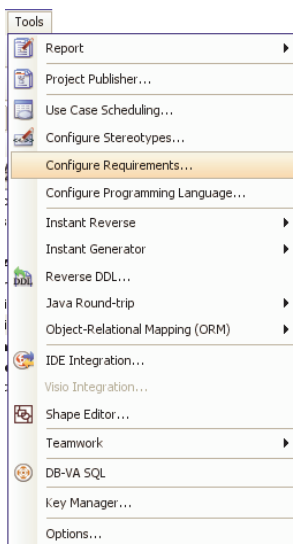 Tools
Report
Project Publisher...
Use Case Scheduling...
Configure Stereotypes...
Configure Requirements...
Configure Programming Language...
Instant Reverse
Instant Generator
DDL
Reverse DDL...
Java Round-trip
Object-Relational Mapping (ORM)
IDE Integration...
Visio Integration...
Shape Editor...
Teamwork
DB-VA SQL
Key Manager...
Options...